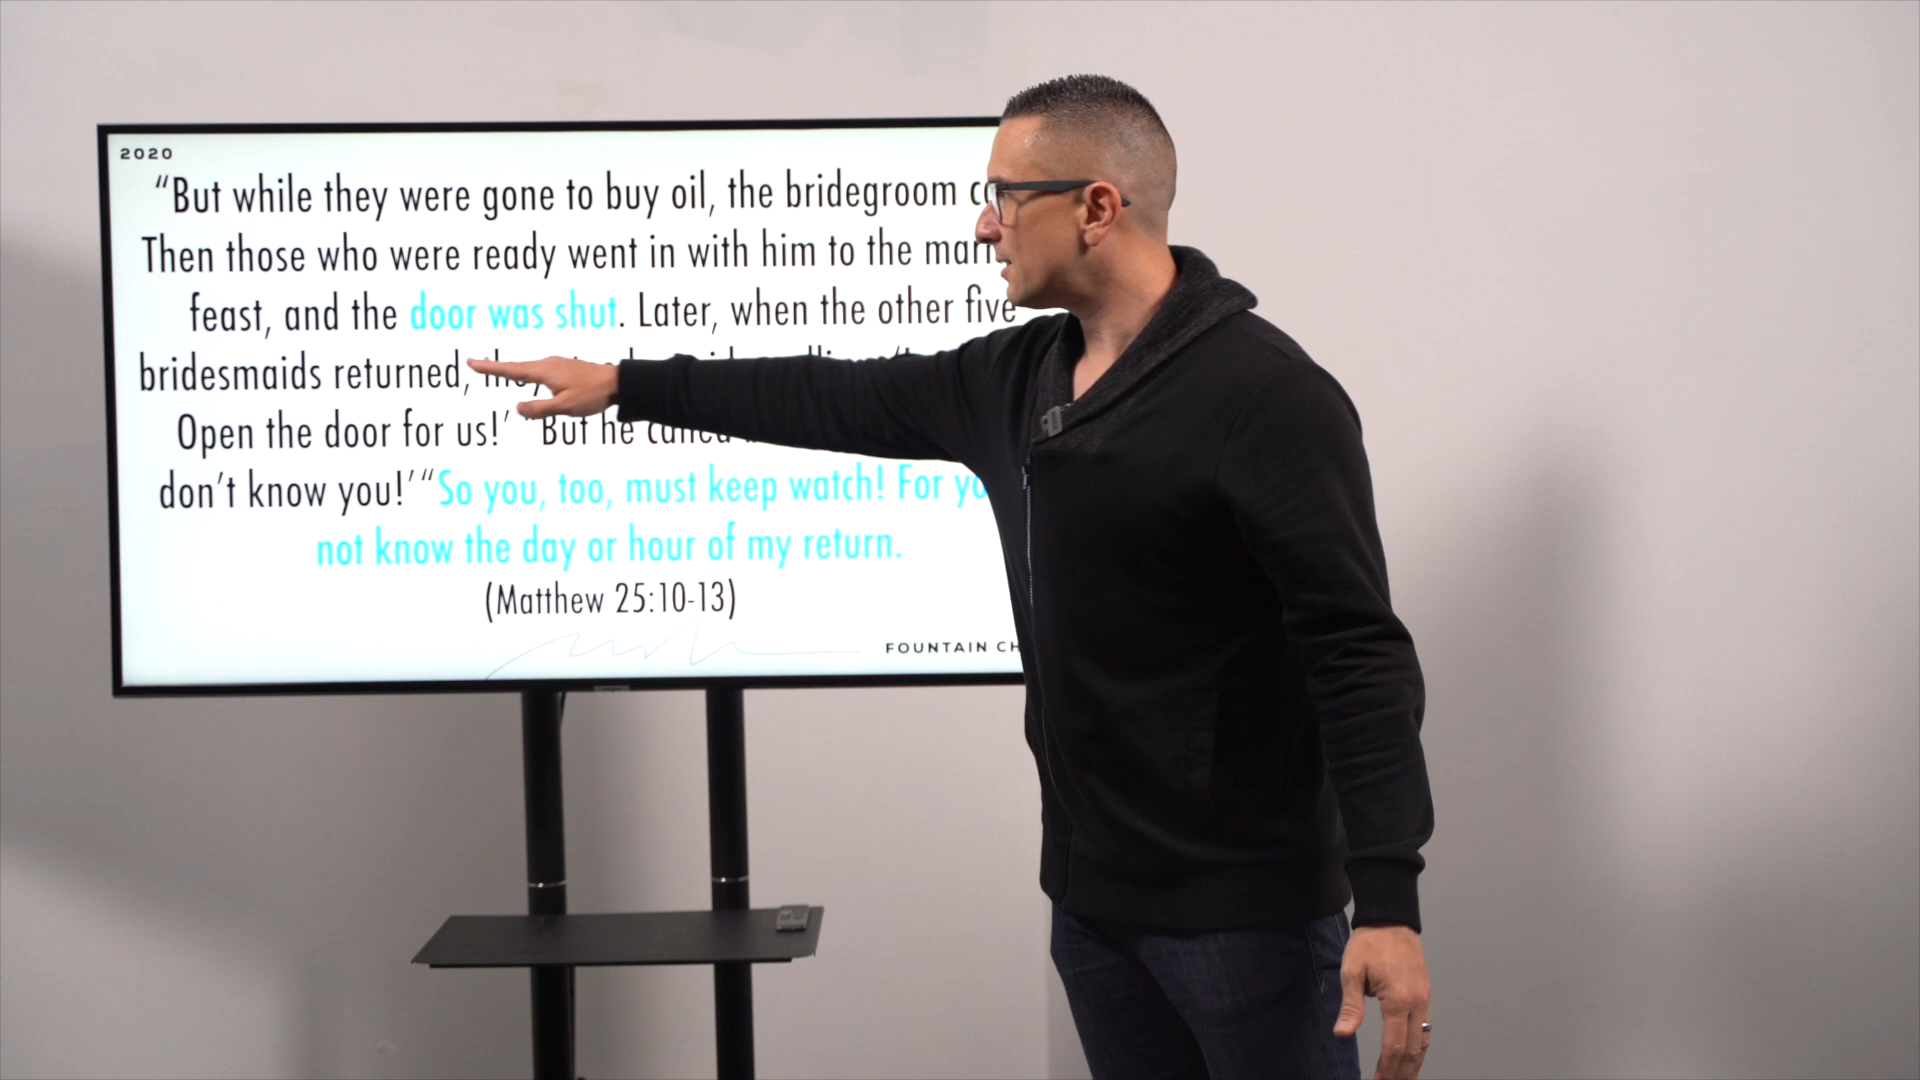 2020
“But while they were gone to buy oil, the bridegroom
Then those who were ready went in with him to the
feast, and the door was shut. Later, when the other five
bridesmaids returned,
Open the door for us!’ “But he called
don’t know you!’ “So you, too, must keep watch! For
not know the day or hour of my return.
(Matthew 25:10-13)
FOUNTAIN